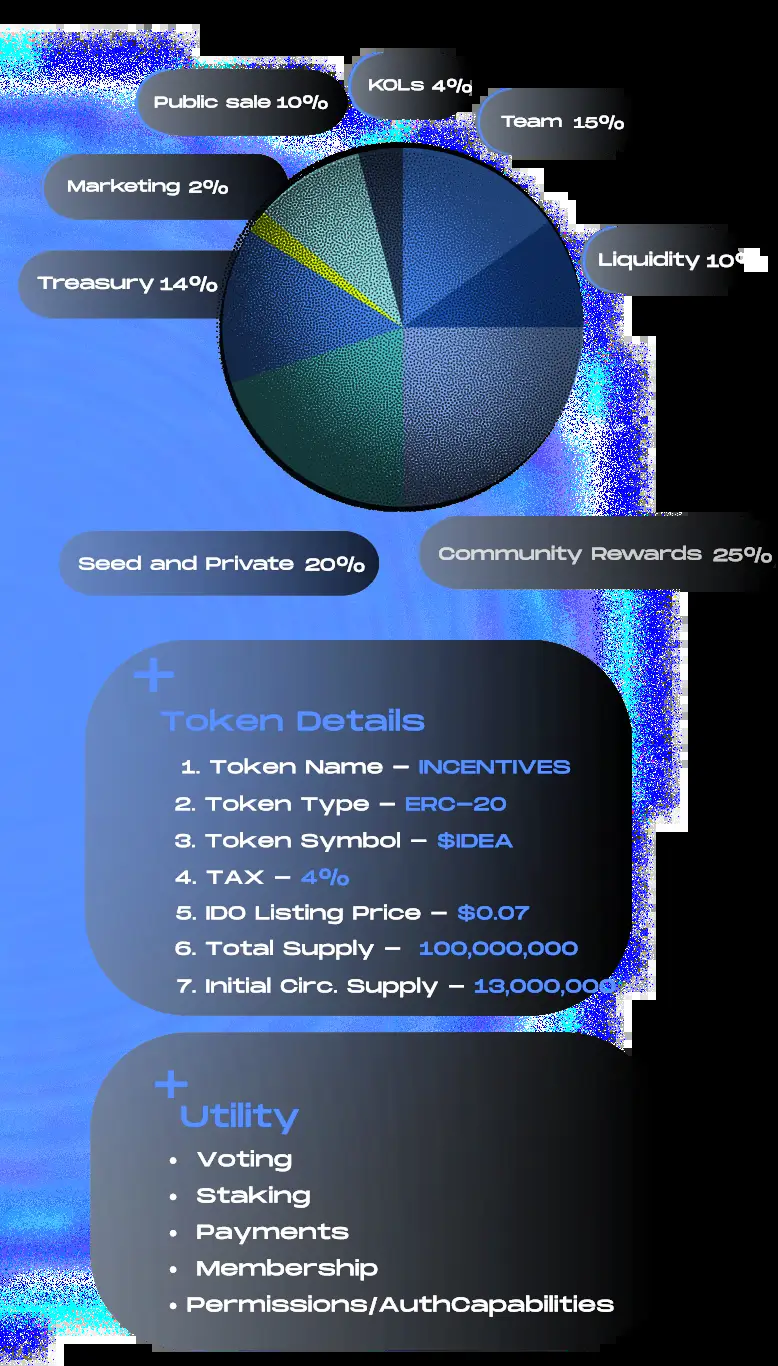 KOLs 4%
Public sale 10%
Team 15%
Marketing 2%
Liquidity 10%
Treasury 14%
Seed and Private 20%
Community Rewards 25%
Token Details
1. Token Name – INCENTIVES
2. Token Type – ERC-20
3. Token Symbol – $IDEA
4. TAX – 4%
5. IDO Listing Price – $0.07
6. Total Supply – 100,000,000
7. Initial Circ. Supply – 13,000,000
Utility
• Voting
• Staking
• Payments
• Membership
• Permissions/AuthCapabilities